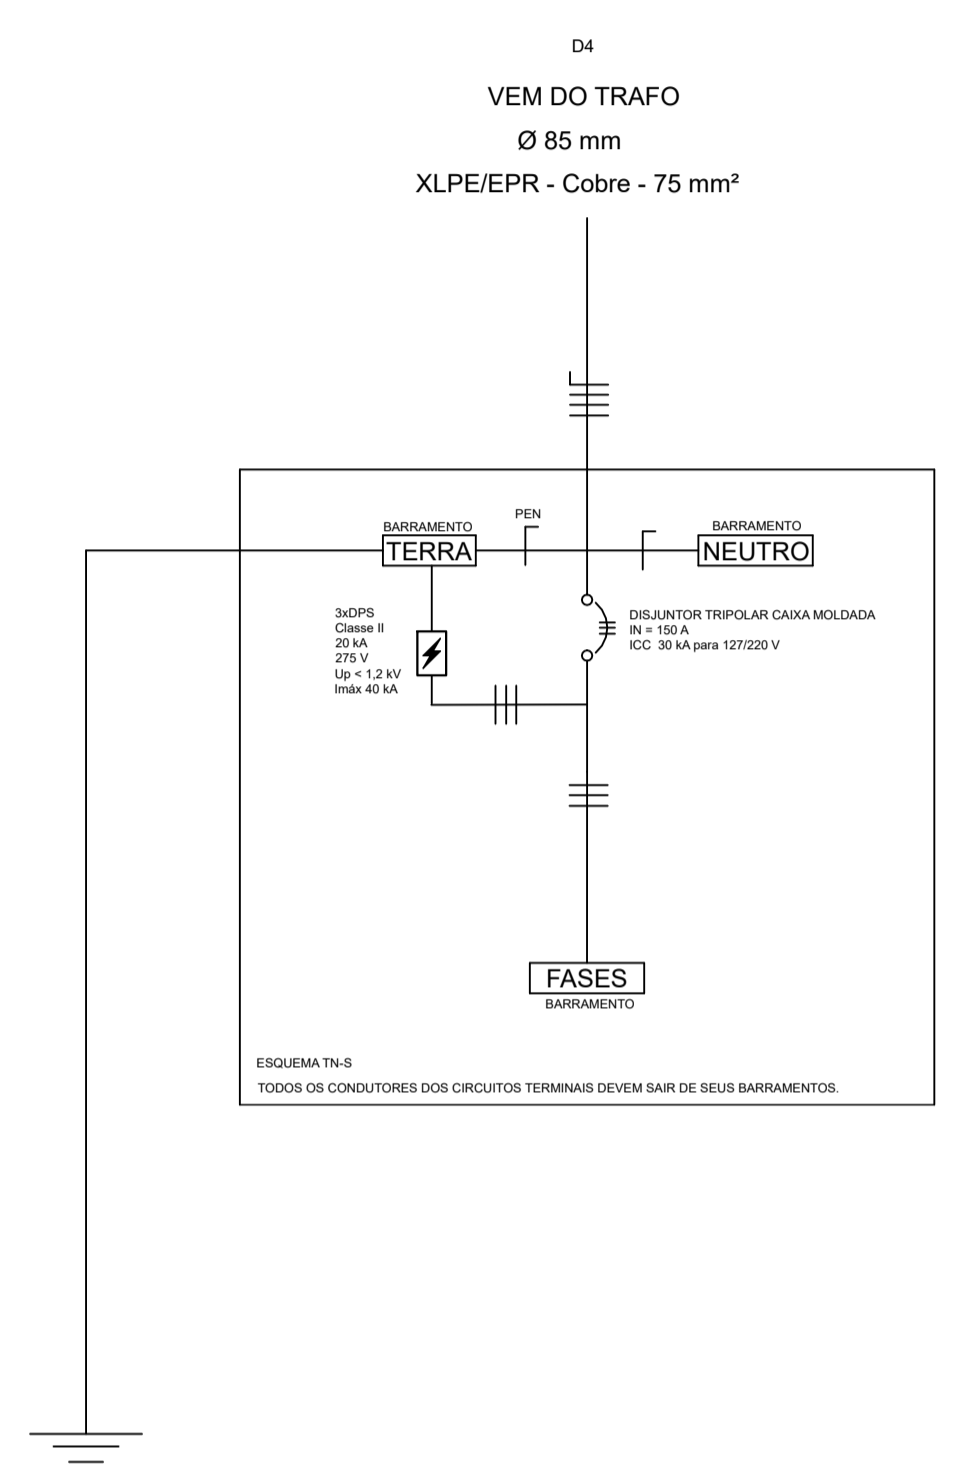 D4
VEM DO TRAFO
Ø 85 mm
XLPE/EPR - Cobre - 75 mm²
PEN
BARRAMENTO
TERRA
BARRAMENTO
NEUTRO
3xDPS
Classe II
20 kA
275 V
Up < 1,2 kV
Imáx 40 kA
DISJUNTOR TRIPOLAR CAIXA MOLDADA
IN = 150 A
ICC 30 kA para 127/220 V
FASES
BARRAMENTO
ESQUEMA TN-S
TODOS OS CONDUTORES DOS CIRCUITOS TERMINAIS DEVEM SAIR DE SEUS BARRAMENTOS.